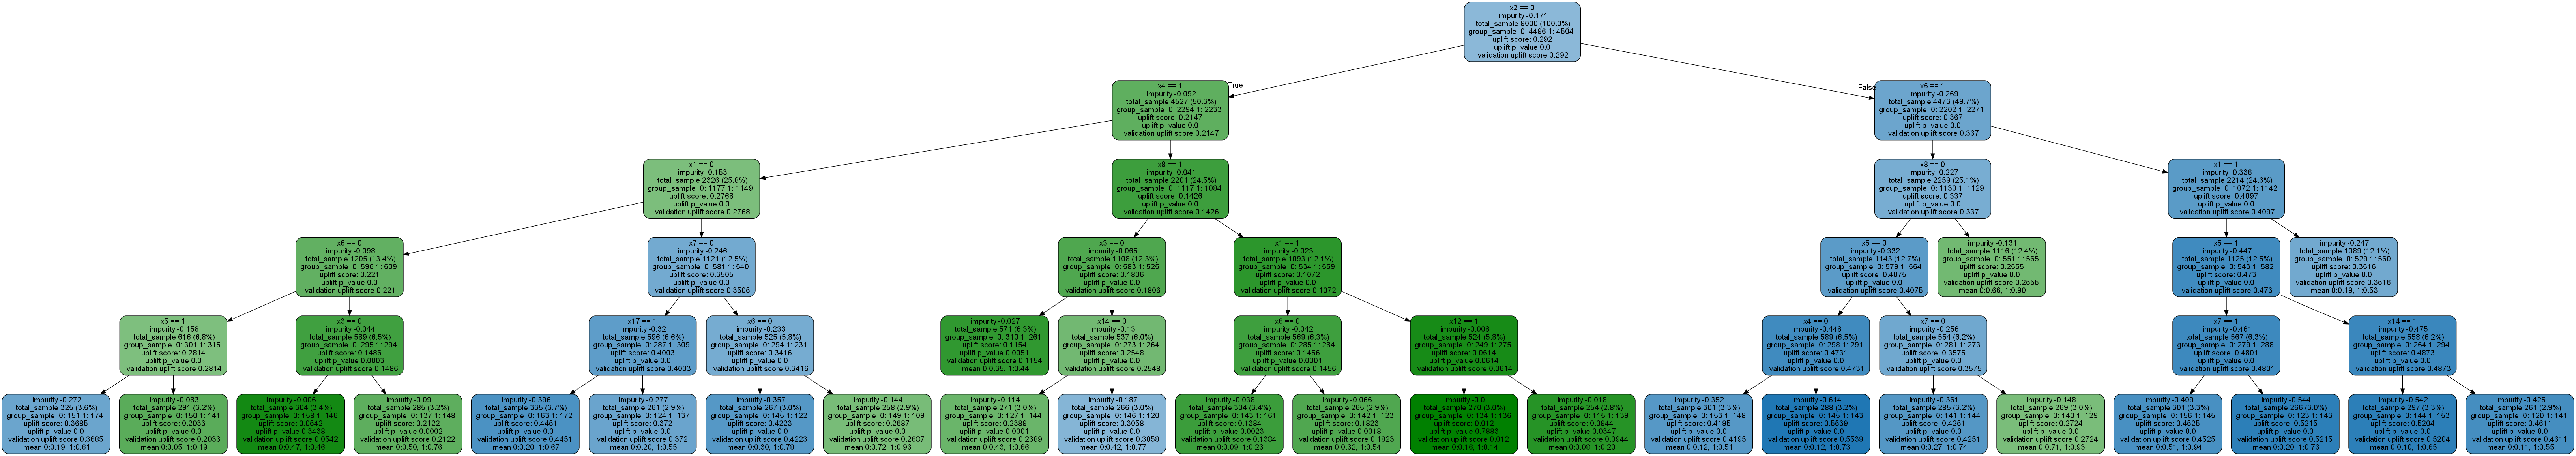 x2 == 0
impurity -0.171
total_sample 9000 (100.0%)
group_sample 0: 4496 1: 4504
uplift score: 0.292
uplift p_value 0.0
validation uplift score 0.292
True
False
x4 == 1
impurity -0.092
total_sample 4527 (50.3%)
group_sample 0: 2294 1: 2233
uplift score: 0.2147
uplift p_value 0.0
validation uplift score 0.2147
x6 == 1
impurity -0.269
total_sample 4473 (49.7%)
group_sample 0: 2202 1: 2271
uplift score: 0.367
uplift p_value 0.0
validation uplift score 0.367
x1 == 0
impurity -0.153
total_sample 2326 (25.8%)
group_sample 0: 1177 1: 1149
uplift score: 0.2768
uplift p_value 0.0
validation uplift score 0.2768
x8 == 1
impurity -0.041
total_sample 2201 (24.5%)
group_sample 0: 1117 1: 1084
uplift score: 0.1426
uplift p_value 0.0
validation uplift score 0.1426
x8 == 0
impurity -0.227
total_sample 2259 (25.1%)
group_sample 0: 1130 1: 1129
uplift score: 0.337
uplift p_value 0.0
validation uplift score 0.337
x1 == 1
impurity -0.336
total_sample 2214 (24.6%)
group_sample 0: 1072 1: 1142
uplift score: 0.4097
uplift p_value 0.0
validation uplift score 0.4097
x6 == 0
impurity -0.098
total_sample 1205 (13.4%)
group_sample 0: 596 1: 609
uplift score: 0.221
uplift p_value 0.0
validation uplift score 0.221
x7 == 0
impurity -0.246
total_sample 1121 (12.5%)
group_sample 0: 581 1: 540
uplift score: 0.3505
uplift p_value 0.0
validation uplift score 0.3505
x3 == 0
impurity -0.065
total_sample 1108 (12.3%)
group_sample 0: 583 1: 525
uplift score: 0.1806
uplift p_value 0.0
validation uplift score 0.1806
x1 == 1
impurity -0.023
total_sample 1093 (12.1%)
group_sample 0: 534 1: 559
uplift score: 0.1072
uplift p_value 0.0
validation uplift score 0.1072
x5 == 0
impurity -0.332
total_sample 1143 (12.7%)
group_sample 0: 579 1: 564
uplift score: 0.4075
uplift p_value 0.0
validation uplift score 0.4075
impurity -0.131
total_sample 1116 (12.4%)
group_sample 0: 551 1: 565
uplift score: 0.2555
uplift p_value 0.0
validation uplift score 0.2555
mean 0:0.66, 1:0.90
x5 == 1
impurity -0.447
total_sample 1125 (12.5%)
group_sample 0: 543 1: 582
uplift score: 0.473
uplift p_value 0.0
validation uplift score 0.473
impurity -0.247
total_sample 1089 (12.1%)
group_sample 0: 529 1: 560
uplift score: 0.3516
uplift p_value 0.0
validation uplift score 0.3516
mean 0:0.19, 1:0.53
x5 == 1
impurity -0.158
total_sample 616 (6.8%)
group_sample 0: 301 1: 315
uplift score: 0.2814
uplift p_value 0.0
validation uplift score 0.2814
x3 == 0
impurity -0.044
total_sample 589 (6.5%)
group_sample 0: 295 1: 294
uplift score: 0.1486
uplift p_value 0.0003
validation uplift score 0.1486
x17 == 1
impurity -0.32
total_sample 596 (6.6%)
group_sample 0: 287 1: 309
uplift score: 0.4003
uplift p_value 0.0
validation uplift score 0.4003
x6 == 0
impurity -0.233
total_sample 525 (5.8%)
group_sample 0: 294 1: 231
uplift score: 0.3416
uplift p_value 0.0
validation uplift score 0.3416
impurity -0.027
total_sample 571 (6.3%)
group_sample 0: 310 1: 261
uplift score: 0.1154
uplift p_value 0.0051
validation uplift score 0.1154
mean 0:0.35, 1:0.44
x14 == 0
impurity -0.13
total_sample 537 (6.0%)
group_sample 0: 273 1: 264
uplift score: 0.2548
uplift p_value 0.0
validation uplift score 0.2548
x6 == 0
impurity -0.042
total_sample 569 (6.3%)
group_sample 0: 285 1: 284
uplift score: 0.1456
uplift p_value 0.0001
validation uplift score 0.1456
x12 == 1
impurity -0.008
total_sample 524 (5.8%)
group_sample 0: 249 1: 275
uplift score: 0.0614
uplift p_value 0.0614
validation uplift score 0.0614
x4 == 0
impurity -0.448
total_sample 589 (6.5%)
group_sample 0: 298 1: 291
uplift score: 0.4731
uplift p_value 0.0
validation uplift score 0.4731
x7 == 0
impurity -0.256
total_sample 554 (6.2%)
group_sample 0: 281 1: 273
uplift score: 0.3575
uplift p_value 0.0
validation uplift score 0.3575
x7 == 1
impurity -0.461
total_sample 567 (6.3%)
group_sample 0: 279 1: 288
uplift score: 0.4801
uplift p_value 0.0
validation uplift score 0.4801
x14 == 1
impurity -0.475
total_sample 558 (6.2%)
group_sample 0: 264 1: 294
uplift score: 0.4873
uplift p_value 0.0
validation uplift score 0.4873
impurity -0.272
total_sample 325 (3.6%)
group_sample 0: 151 1: 174
uplift score: 0.3685
uplift p_value 0.0
validation uplift score 0.3685
mean 0:0.19, 1:0.61
impurity -0.083
total_sample 291 (3.2%)
group_sample 0: 150 1: 141
uplift score: 0.2033
uplift p_value 0.0
validation uplift score 0.2033
mean 0:0.05, 1:0.19
impurity -0.006
total_sample 304 (3.4%)
group_sample 0: 158 1: 146
uplift score: 0.0542
uplift p_value 0.3438
validation uplift score 0.0542
mean 0:0.47, 1:0.46
impurity -0.09
total_sample 285 (3.2%)
group_sample 0: 137 1: 148
uplift score: 0.2122
uplift p_value 0.0002
validation uplift score 0.2122
mean 0:0.50, 1:0.76
impurity -0.396
total_sample 335 (3.7%)
group_sample 0: 163 1: 172
uplift score: 0.4451
uplift p_value 0.0
validation uplift score 0.4451
mean 0:0.20, 1:0.67
impurity -0.277
total_sample 261 (2.9%)
group_sample 0: 124 1: 137
uplift score: 0.372
uplift p_value 0.0
validation uplift score 0.372
mean 0:0.20, 1:0.55
impurity -0.357
total_sample 267 (3.0%)
group_sample 0: 145 1: 122
uplift score: 0.4223
uplift p_value 0.0
validation uplift score 0.4223
mean 0:0.30, 1:0.78
impurity -0.144
total_sample 258 (2.9%)
group_sample 0: 149 1: 109
uplift score: 0.2687
uplift p_value 0.0
validation uplift score 0.2687
mean 0:0.72, 1:0.96
impurity -0.114
total_sample 271 (3.0%)
group_sample 0: 127 1: 144
uplift score: 0.2389
uplift p_value 0.0001
validation uplift score 0.2389
mean 0:0.43, 1:0.66
impurity -0.187
total_sample 266 (3.0%)
group_sample 0: 146 1: 120
uplift score: 0.3058
uplift p_value 0.0
validation uplift score 0.3058
mean 0:0.42, 1:0.77
impurity -0.038
total_sample 304 (3.4%)
group_sample 0: 143 1: 161
uplift score: 0.1384
uplift p_value 0.0023
validation uplift score 0.1384
mean 0:0.09, 1:0.23
impurity -0.066
total_sample 265 (2.9%)
group_sample 0: 142 1: 123
uplift score: 0.1823
uplift p_value 0.0018
validation uplift score 0.1823
mean 0:0.32, 1:0.54
impurity -0.0
total_sample 270 (3.0%)
group_sample 0: 134 1: 136
uplift score: 0.012
uplift p_value 0.7883
validation uplift score 0.012
mean 0:0.16, 1:0.14
impurity -0.018
total_sample 254 (2.8%)
group_sample 0: 115 1: 139
uplift score: 0.0944
uplift p_value 0.0347
validation uplift score 0.0944
mean 0:0.08, 1:0.20
impurity -0.352
total_sample 301 (3.3%)
group_sample 0: 153 1: 148
uplift score: 0.4195
uplift p_value: 0.0
validation uplift score 0.4195
mean 0:0.12, 1:0.51
impurity -0.614
total_sample 288 (3.2%)
group_sample 0: 145 1: 143
uplift score: 0.5539
uplift p_value 0.0
validation uplift score 0.5539
mean 0:0.12, 1:0.73
impurity -0.361
total_sample 285 (3.2%)
group_sample 0: 141 1: 144
uplift score: 0.4251
uplift p_value 0.0
validation uplift score 0.4251
mean 0:0.27, 1:0.74
impurity -0.148
total_sample 269 (3.0%)
group_sample 0: 140 1: 129
uplift score: 0.2724
uplift p_value 0.0
validation uplift score 0.2724
mean 0:0.71, 1:0.93
impurity -0.409
total_sample 301 (3.3%)
group_sample 0: 156 1: 145
uplift score: 0.4525
uplift p_value 0.0
validation uplift score 0.4525
mean 0:0.51, 1:0.94
impurity -0.544
total_sample 266 (3.0%)
group_sample 0: 123 1: 143
uplift score: 0.5215
uplift p_value 0.0
validation uplift score 0.5215
mean 0:0.20, 1:0.76
impurity -0.542
total_sample 297 (3.3%)
group_sample 0: 144 1: 153
uplift score: 0.5204
uplift p_value 0.0
validation uplift score 0.5204
mean 0:0.10, 1:0.65
impurity -0.425
total_sample 261 (2.9%)
group_sample 0: 120 1: 141
uplift score: 0.4611
uplift p_value 0.0
validation uplift score 0.4611
mean 0:0.11, 1:0.55